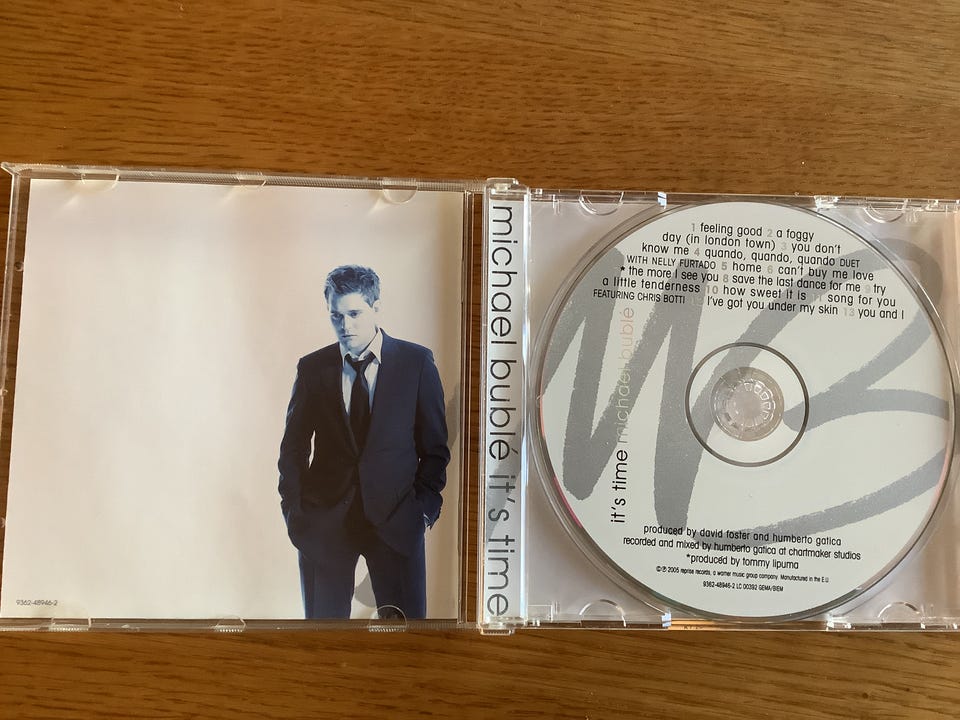 9362-48946-2
michael bublé it's time
1 feeling good 2 a foggy
day (in london town) 3 you don't
know me 4 quando, quando, quando DUET
WITH NELLY FURTADO 5 home 6 can't buy me love
* the more I see you 8 save the last dance for me 9 try
a little tenderness 10 how sweet it is 11 song for you
FEATURING CHRIS BOTTI 12 I've got you under my skin 13 you and I
it's time michael bublé
produced by david foster and humberto gatica
recorded and mixed by humberto gatica at chartmaker studios
*produced by tommy lipuma
©℗ 2005 reprise records, a warner music group company. Manufactured in the E.U.
9362-48946-2 LC 00392 GEMA/BIEM